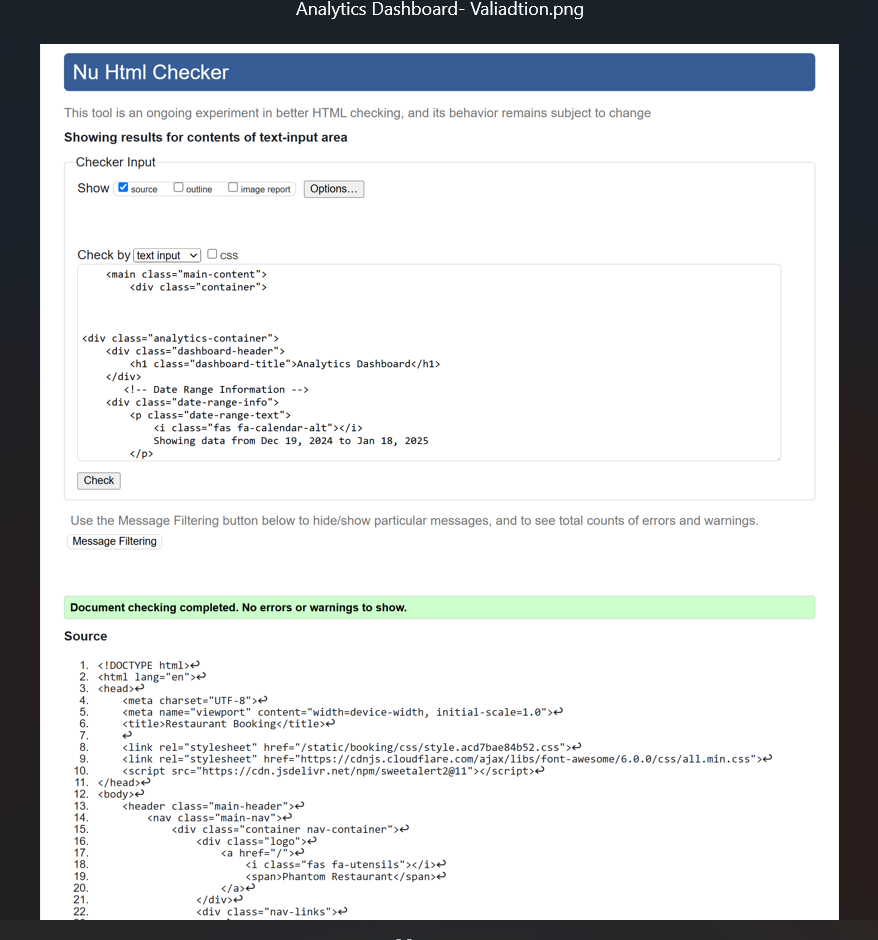 Analytics Dashboard- Valiadtion.png
Nu Html Checker
This tool is an ongoing experiment in better HTML checking, and its behavior remains subject to change
Showing results for contents of text-input area
Checker Input
Show source outline image report Options...
Check by text input css
<main class="main-content">
<div class="container">
<div class="analytics-container">
<div class="dashboard-header">
<h1 class="dashboard-title">Analytics Dashboard</h1>
</div>
<!-- Date Range Information -->
<div class="date-range-info">
<p class="date-range-text">
<i class="fas fa-calendar-alt"></i>
Showing data from Dec 19, 2024 to Jan 18, 2025
</p>
Check
Use the Message Filtering button below to hide/show particular messages, and to see total counts of errors and warnings.
Message Filtering
Document checking completed. No errors or warnings to show.
Source
1. <!DOCTYPE html>↩
2. <html lang="en">↩
3. <head>↩
4. <meta charset="UTF-8">↩
5. <meta name="viewport" content="width=device-width, initial-scale=1.0">↩
6. <title>Restaurant Booking</title>↩
7. ↩
8. <link rel="stylesheet" href="/static/booking/css/style.acd7bae84b52.css">↩
9. <link rel="stylesheet" href="https://cdnjs.cloudflare.com/ajax/libs/font-awesome/6.0.0/css/all.min.css">↩
10. <script src="https://cdn.jsdelivr.net/npm/sweetalert2@11"></script>↩
11. </head>↩
12. <body>↩
13. <header class="main-header">↩
14. <nav class="main-nav">↩
15. <div class="container nav-container">↩
16. <div class="logo">↩
17. <a href="/">↩
18. <i class="fas fa-utensils"></i>↩
19. <span>Phantom Restaurant</span>↩
20. </a>↩
21. </div>↩
22. <div class="nav-links">↩